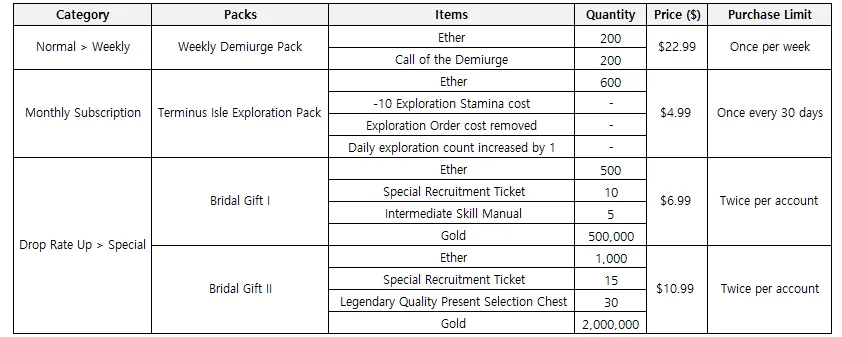 Category Packs Items Quantity Price ($) Purchase Limit
Normal > Weekly Weekly Demiurge Pack Ether 200 $22.99 Once per week
Call of the Demiurge 200
Monthly Subscription Terminus Isle Exploration Pack Ether 600 $4.99 Once every 30 days
-10 Exploration Stamina cost -
Exploration Order cost removed -
Daily exploration count increased by 1 -
Drop Rate Up > Special Bridal Gift I Ether 500 $6.99 Twice per account
Special Recruitment Ticket 10
Intermediate Skill Manual 5
Gold 500,000
Bridal Gift II Ether 1,000 $10.99 Twice per account
Special Recruitment Ticket 15
Legendary Quality Present Selection Chest 30
Gold 2,000,000